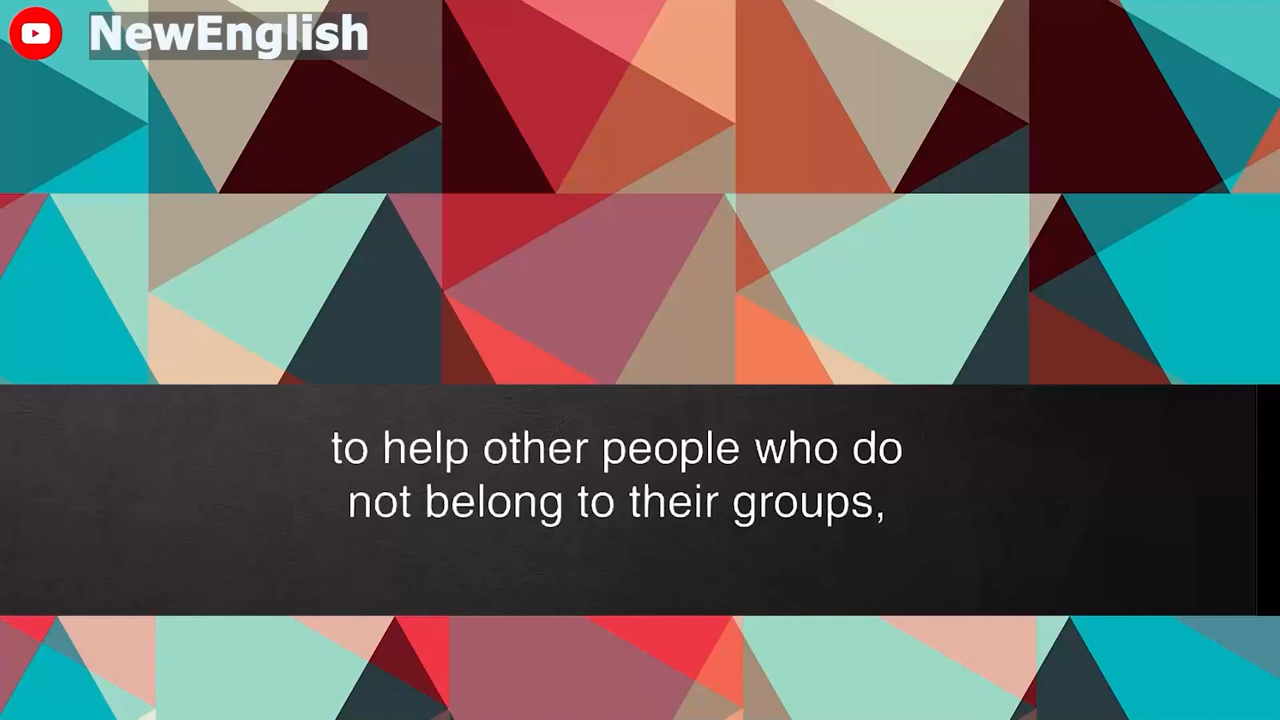 NewEnglish
to help other people who do
not belong to their groups,